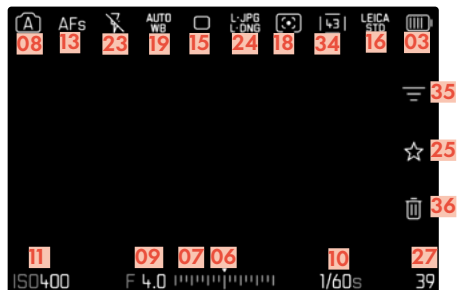 A AFs AUTO WB L-JPG L-DNG 43 LEICA STD
08 13 23 19 15 24 18 34 16 03
35
25
36
11 09 07 06 10 27
ISO400 F 4.0 1/60s 39